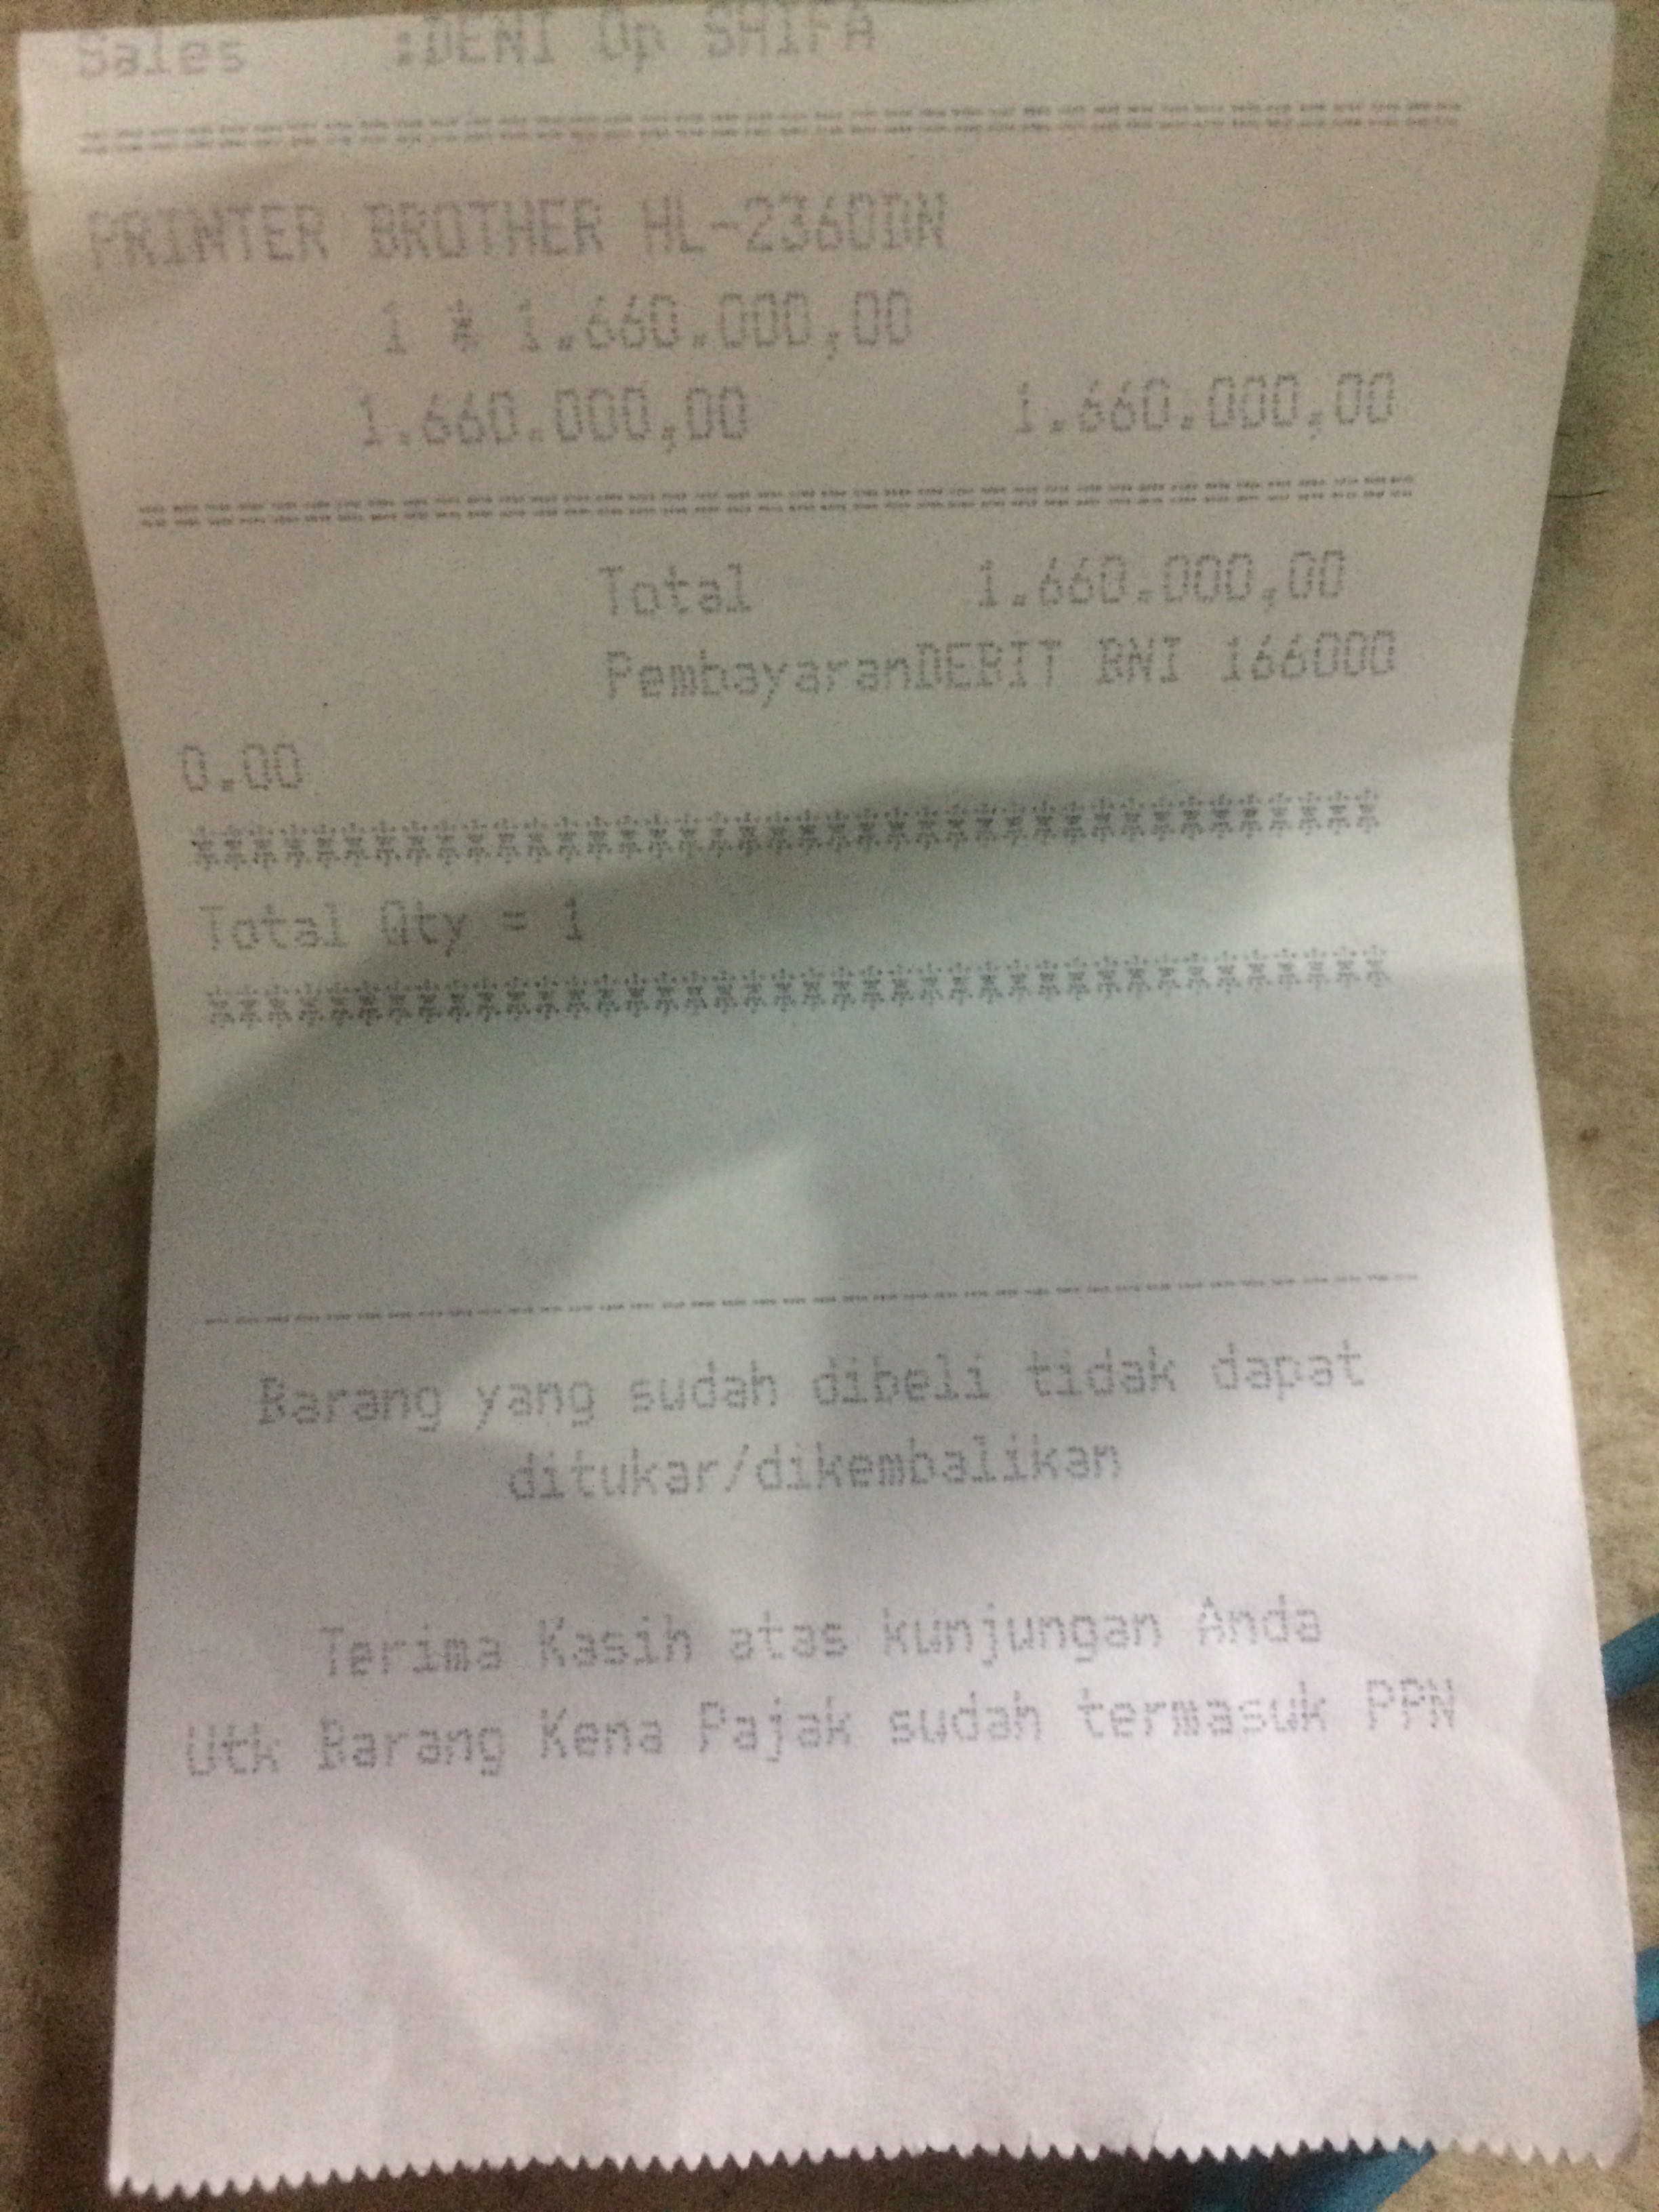 Sales :DENI Op SHIFA
================================================
PRINTER BROTHER HL-2360DN
1 * 1.660.000,00
1.660.000,00 1.660.000,00
================================================
Total 1.660.000,00
PembayaranDEBIT BNI 166000
0.00
****************************************
Total Qty = 1
****************************************
----------------------------------------
Barang yang sudah dibeli tidak dapat
ditukar/dikembalikan
Terima Kasih atas kunjungan Anda
Utk Barang Kena Pajak sudah termasuk PPN